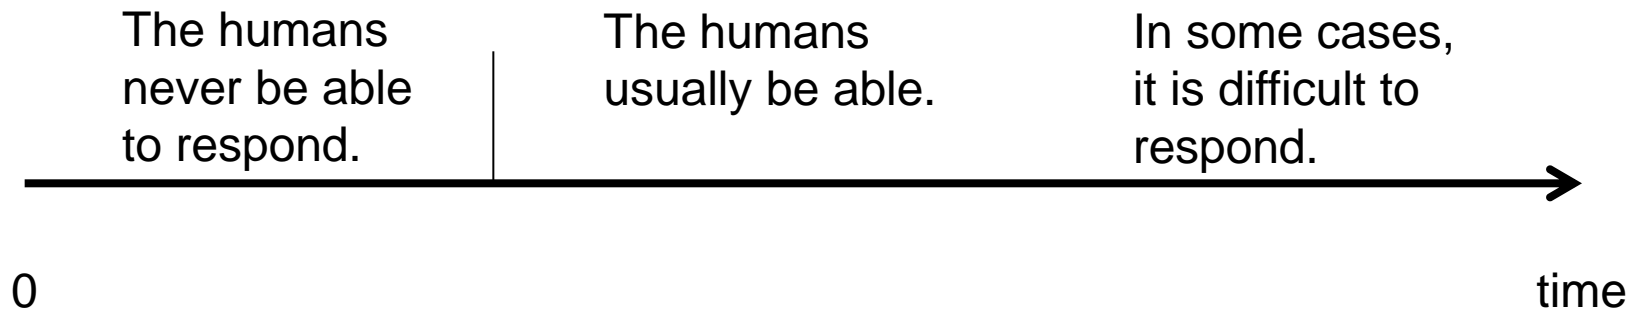 The humans
never be able
to respond.
The humans
usually be able.
In some cases,
it is difficult to
respond.
0
time